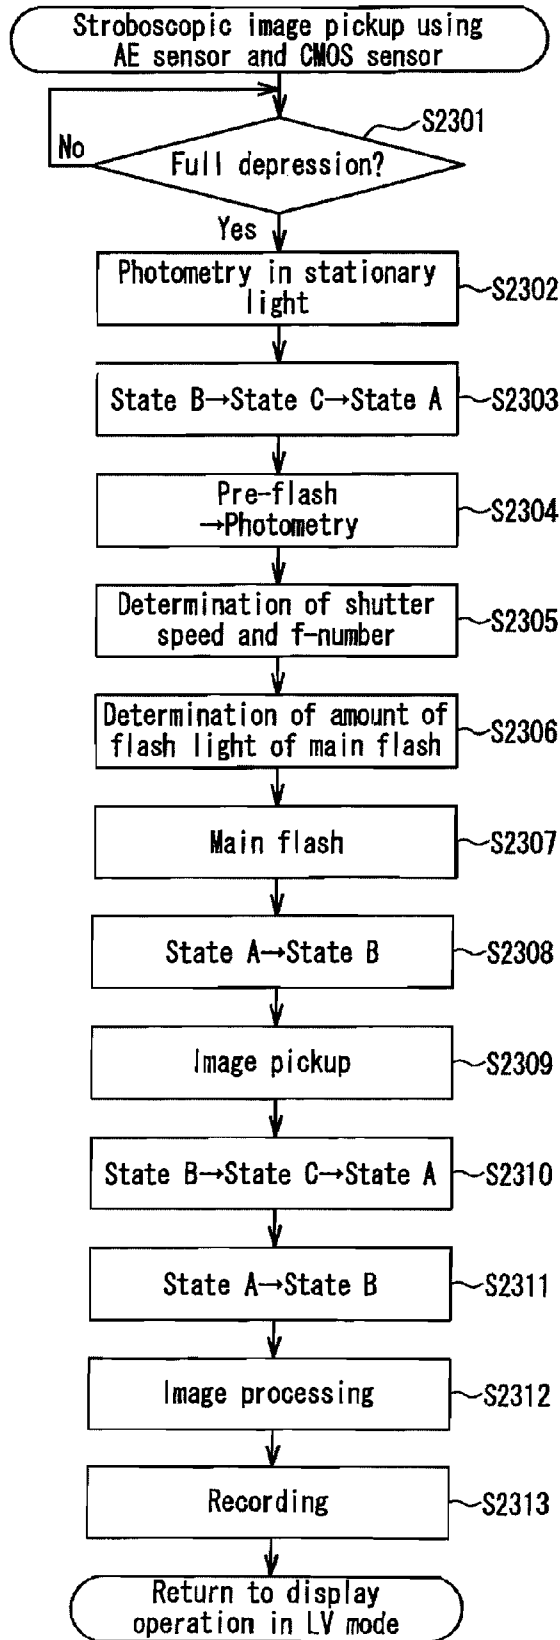 Stroboscopic image pickup using
AE sensor and CMOS sensor
S2301
No
Full depression?
Yes
Photometry in stationary
light
S2302
State B→State C→State A
S2303
Pre-flash
→Photometry
S2304
Determination of shutter
speed and f-number
S2305
Determination of amount of
flash light of main flash
S2306
Main flash
S2307
State A→State B
S2308
Image pickup
S2309
State B→State C→State A
S2310
State A→State B
S2311
Image processing
S2312
Recording
S2313
Return to display
operation in LV mode